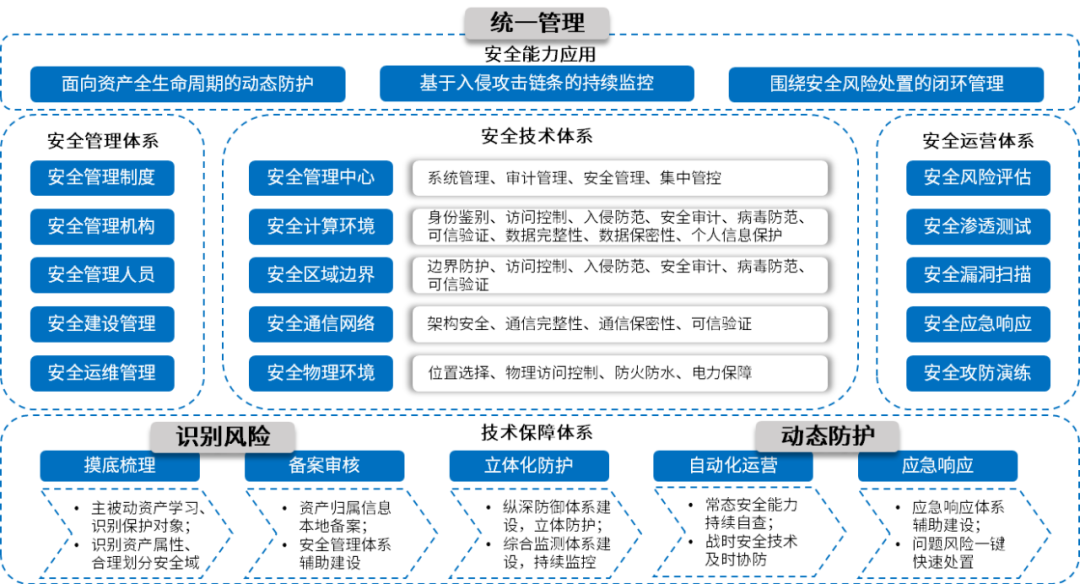 统一管理
安全能力应用
面向资产全生命周期的动态防护
基于入侵攻击链条的持续监控
围绕安全风险处置的闭环管理
安全管理体系
安全管理制度
安全管理机构
安全管理人员
安全建设管理
安全运维管理
安全技术体系
安全管理中心
系统管理、审计管理、安全管理、集中管控
安全计算环境
身份鉴别、访问控制、入侵防范、安全审计、病毒防范、
可信验证、数据完整性、数据保密性、个人信息保护
安全区域边界
边界防护、访问控制、入侵防范、安全审计、病毒防范、
可信验证
安全通信网络
架构安全、通信完整性、通信保密性、可信验证
安全物理环境
位置选择、物理访问控制、防火防水、电力保障
安全运营体系
安全风险评估
安全渗透测试
安全漏洞扫描
安全应急响应
安全攻防演练
识别风险
技术保障体系
动态防护
摸底梳理
• 主被动资产学习、
识别保护对象；
• 识别资产属性、
合理划分安全域
备案审核
• 资产归属信息
本地备案；
• 安全管理体系
辅助建设
立体化防护
• 纵深防御体系建
设，立体防护；
• 综合监测体系建
设，持续监控
自动化运营
• 常态安全能力
持续自查；
• 战时安全技术
及时协防
应急响应
• 应急响应体系
辅助建设；
• 问题风险一键
快速处置